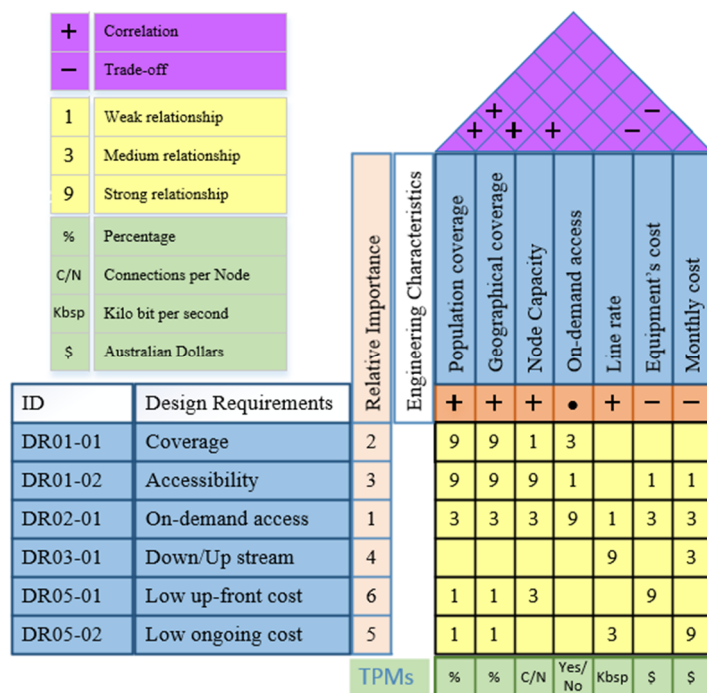 + Correlation
− Trade-off
1 Weak relationship
3 Medium relationship
9 Strong relationship
% Percentage
C/N Connections per Node
Kbsp Kilo bit per second
$ Australian Dollars
+ −
+ + + −
Relative Importance
Engineering Characteristics
Population coverage
Geographical coverage
Node Capacity
On-demand access
Line rate
Equipment's cost
Monthly cost
ID Design Requirements + + + • + − −
DR01-01 Coverage 2 9 9 1 3
DR01-02 Accessibility 3 9 9 9 1 1 1
DR02-01 On-demand access 1 3 3 3 9 1 3 3
DR03-01 Down/Up stream 4 9 3
DR05-01 Low up-front cost 6 1 1 3 9
DR05-02 Low ongoing cost 5 1 1 3 9
TPMs % % C/N Yes/ No Kbsp $ $